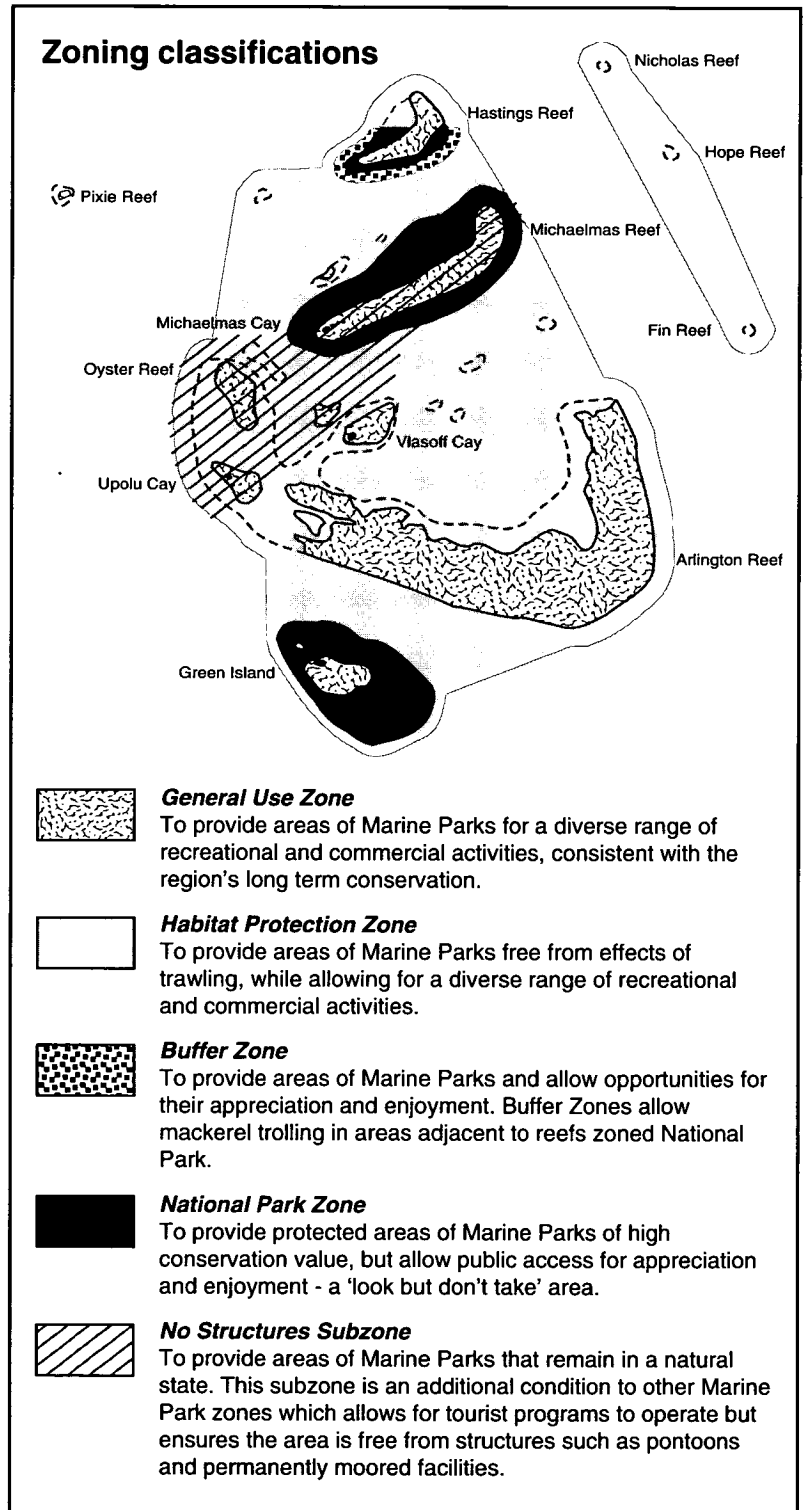 Zoning classifications
Nicholas Reef
Hastings Reef
Hope Reef
Pixie Reef
Michaelmas Reef
Michaelmas Cay
Fin Reef
Oyster Reef
Vlasoff Cay
Upolu Cay
Arlington Reef
Green Island
General Use Zone
To provide areas of Marine Parks for a diverse range of
recreational and commercial activities, consistent with the
region's long term conservation.
Habitat Protection Zone
To provide areas of Marine Parks free from effects of
trawling, while allowing for a diverse range of recreational
and commercial activities.
Buffer Zone
To provide areas of Marine Parks and allow opportunities for
their appreciation and enjoyment. Buffer Zones allow
mackerel trolling in areas adjacent to reefs zoned National
Park.
National Park Zone
To provide protected areas of Marine Parks of high
conservation value, but allow public access for appreciation
and enjoyment - a 'look but don't take' area.
No Structures Subzone
To provide areas of Marine Parks that remain in a natural
state. This subzone is an additional condition to other Marine
Park zones which allows for tourist programs to operate but
ensures the area is free from structures such as pontoons
and permanently moored facilities.